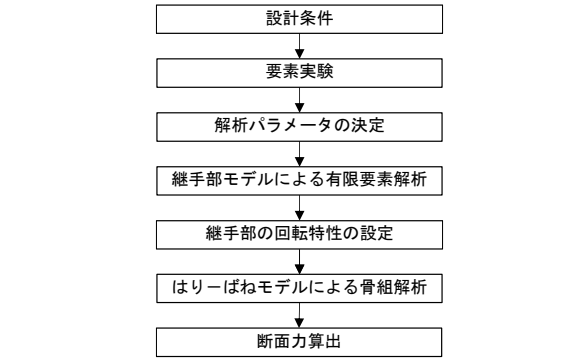 設計条件
要素実験
解析パラメータの決定
継手部モデルによる有限要素解析
継手部の回転特性の設定
はり－ばねモデルによる骨組解析
断面力算出